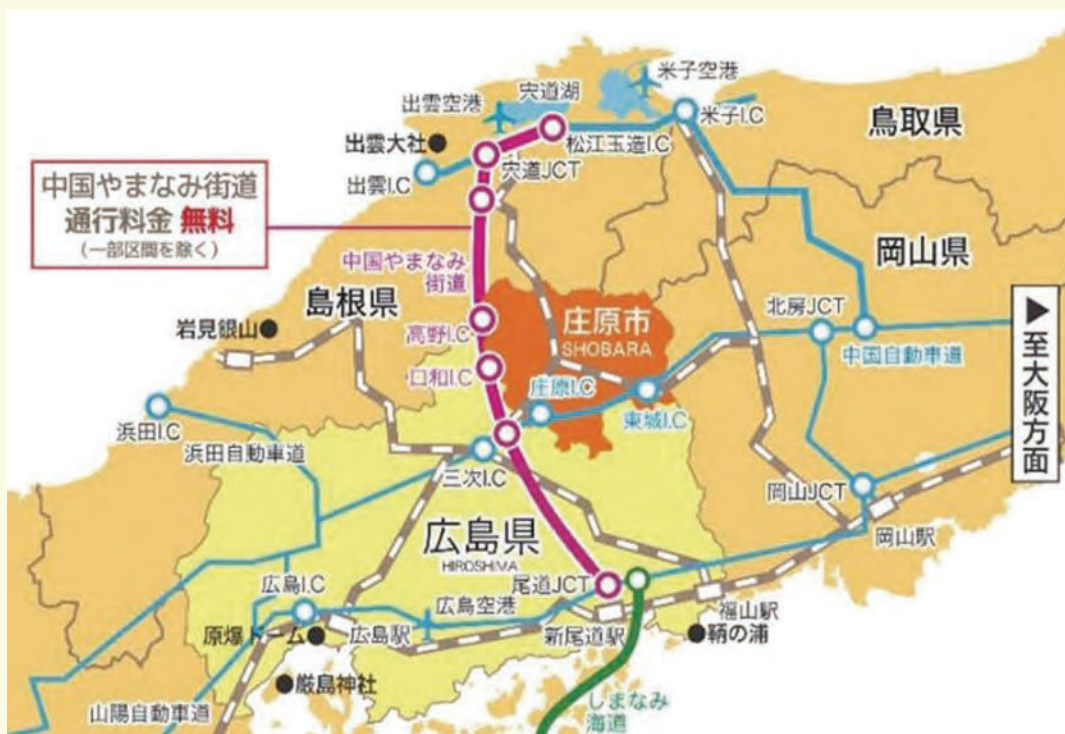 米子空港
宍道湖
出雲空港
米子I.C
鳥取県
出雲大社
松江玉造I.C
宍道JCT
出雲I.C
中国やまなみ街道
通行料金 無料
(一部区間を除く)
岡山県
中国やまなみ
街道
島根県
北房JCT
庄原市
SHOBARA
岩見銀山
高野I.C
中国自動車道
▶至大阪方面
口和I.C
庄原I.C
東城I.C
浜田I.C
浜田自動車道
三次I.C
岡山JCT
岡山駅
広島県
HIROSHIMA
尾道JCT
広島I.C
広島空港
福山駅
原爆ドーム
広島駅
新尾道駅
鞆の浦
厳島神社
しまなみ
海道
山陽自動車道